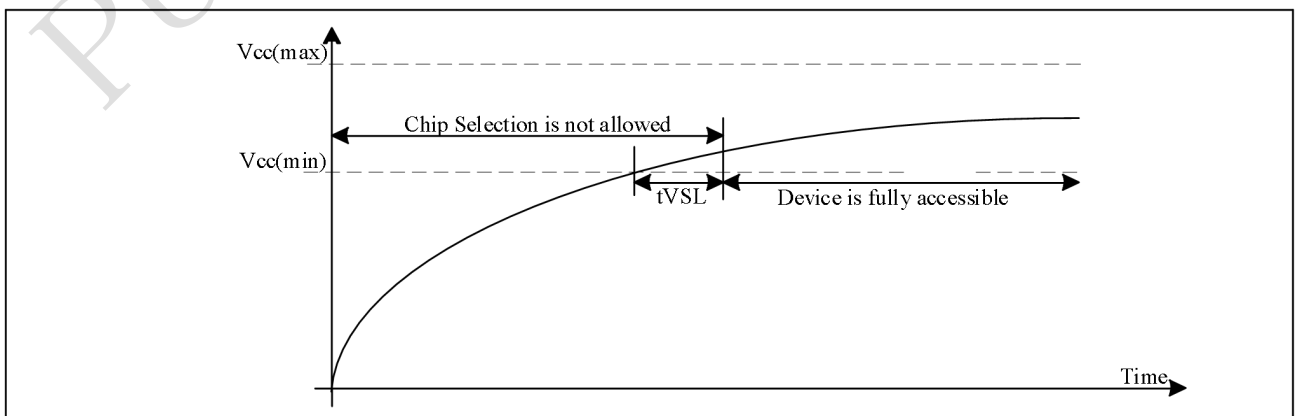 Vcc(max)
Chip Selection is not allowed
Vcc(min)
tVSL
Device is fully accessible
Time